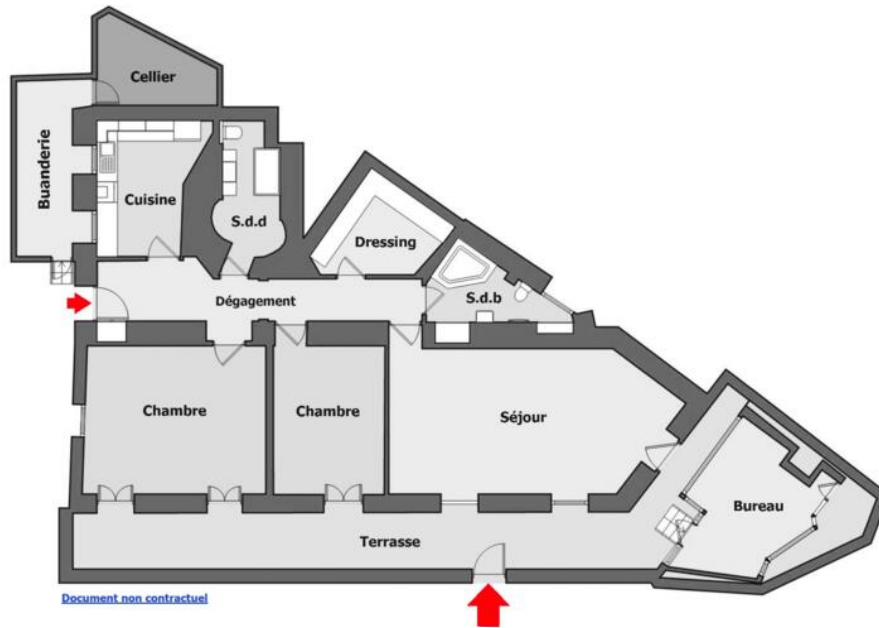 Cellier
Buanderie
Cuisine
S.d.d
Dressing
S.d.b
Dégagement
Chambre
Chambre
Séjour
Bureau
Terrasse
Document non contractuel